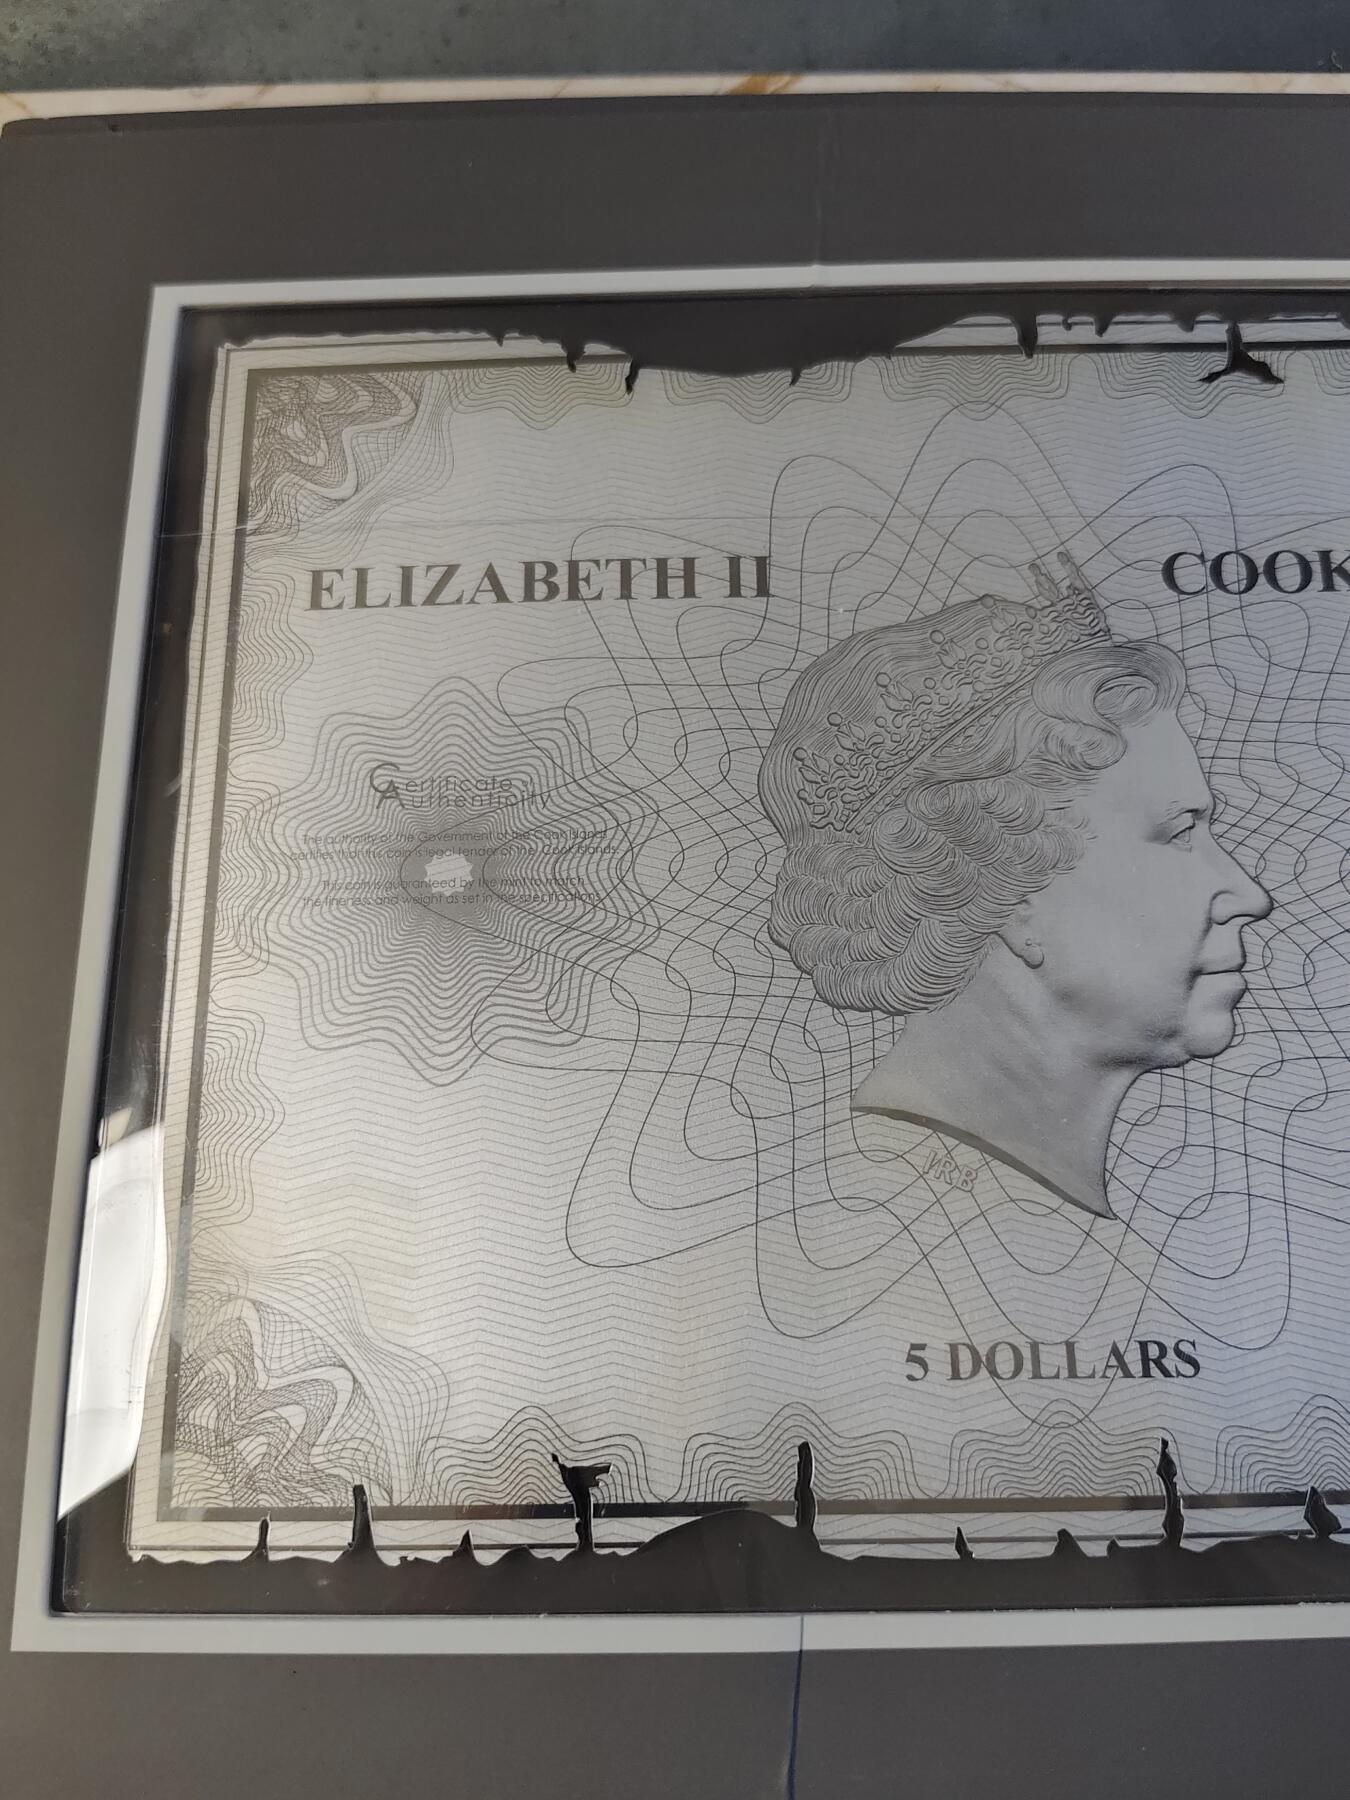 ELIZABETH II
COOK
Certificate of
Authenticity
The authority of the Government of the Cook Islands
certifies that this coin is legal tender of the Cook Islands.
This coin is guaranteed by the mint to match
the fineness and weight as set in the specifications.
IRB
5 DOLLARS